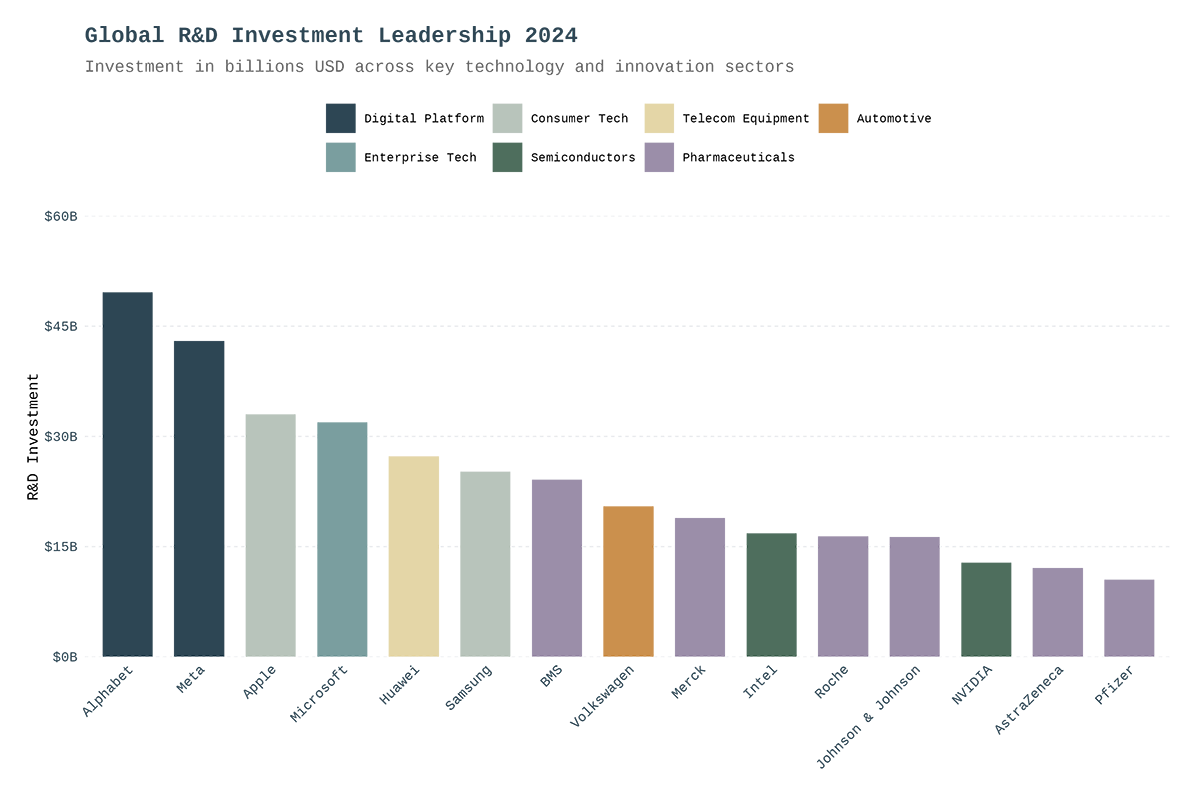 Global R&D Investment Leadership 2024
Investment in billions USD across key technology and innovation sectors
Digital Platform Consumer Tech Telecom Equipment Automotive
Enterprise Tech Semiconductors Pharmaceuticals
$60B
$45B
$30B
$15B
$0B
R&D Investment
Alphabet
Meta
Apple
Microsoft
Huawei
Samsung
BMS
Volkswagen
Merck
Intel
Roche
Johnson & Johnson
NVIDIA
AstraZeneca
Pfizer